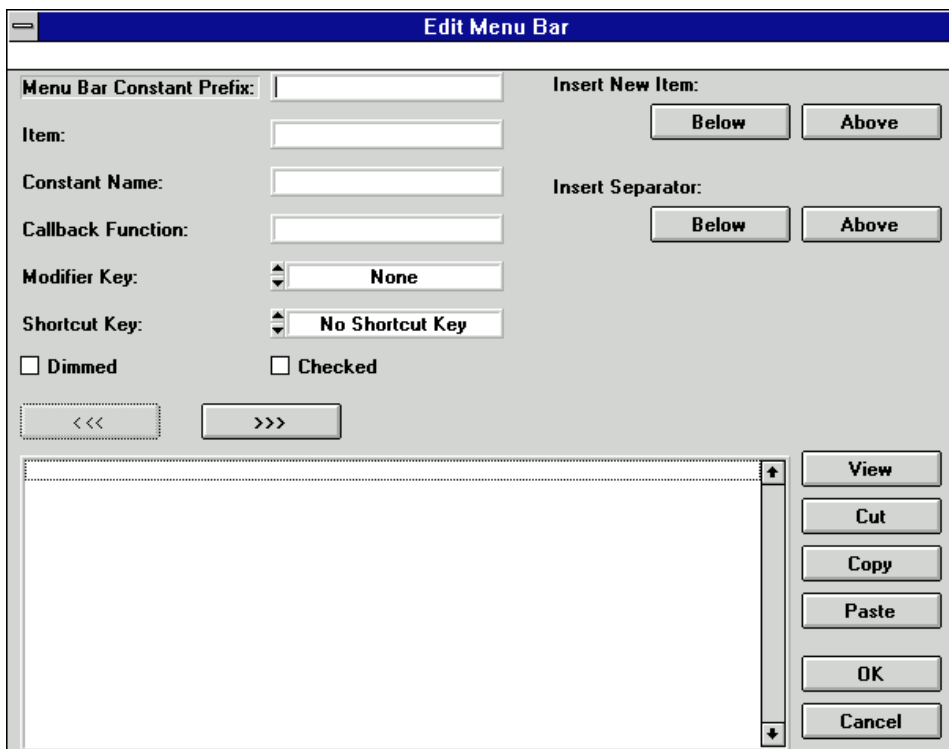 Edit Menu Bar
Menu Bar Constant Prefix:
Insert New Item:
Below Above
Item:
Constant Name:
Insert Separator:
Below Above
Callback Function:
Modifier Key: None
Shortcut Key: No Shortcut Key
Dimmed Checked
<<< >>>
View
Cut
Copy
Paste
OK
Cancel